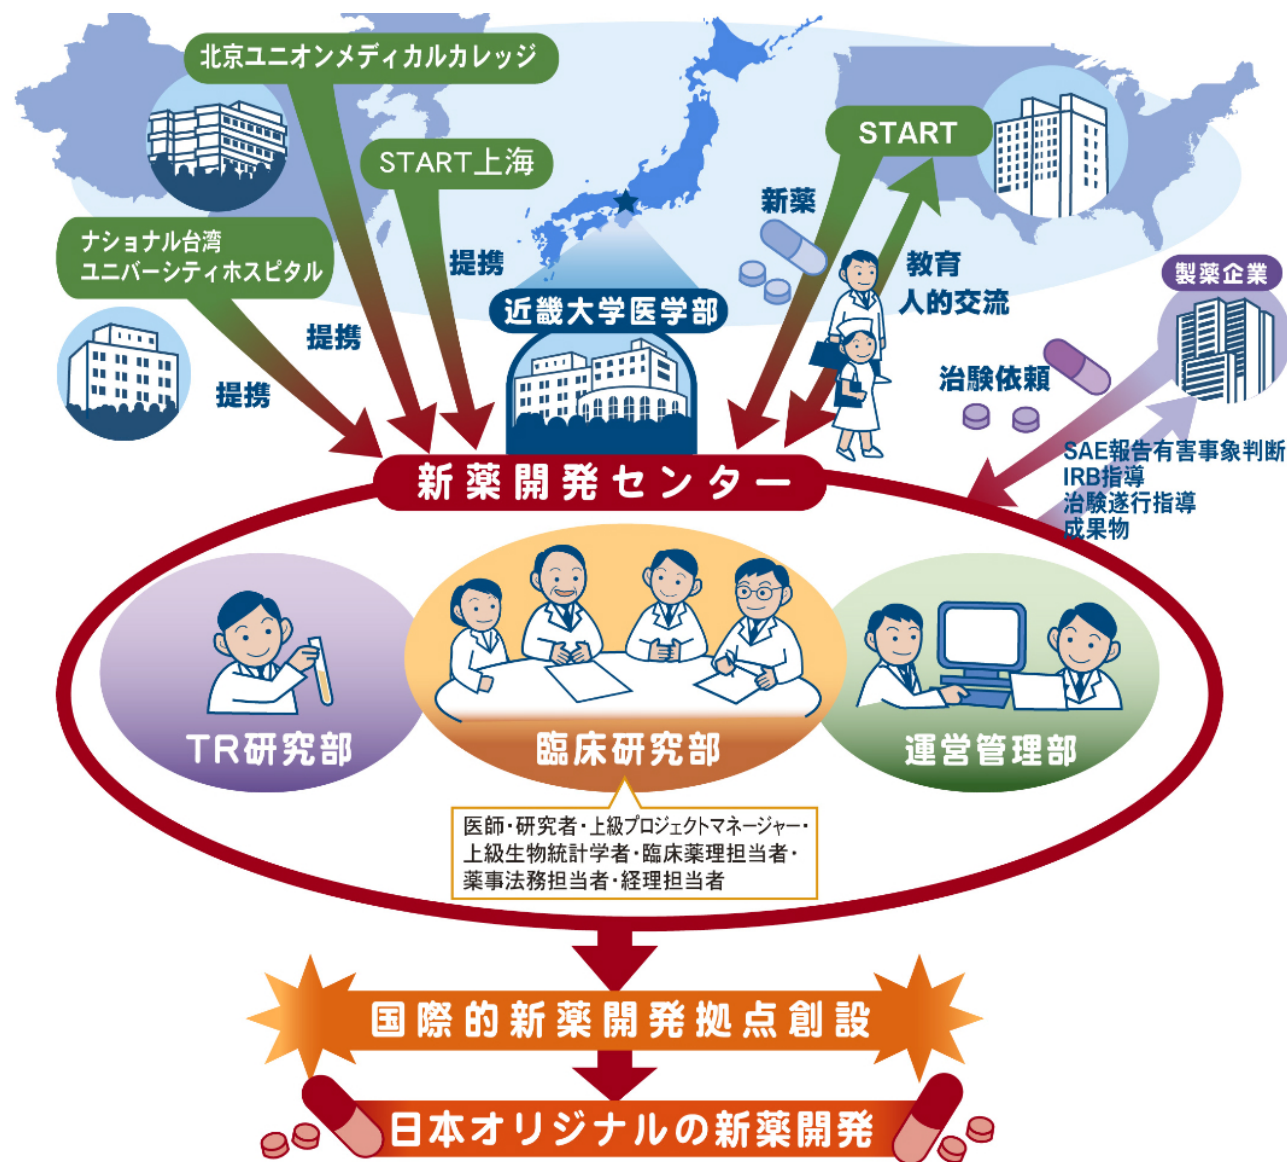 北京ユニオンメディカルカレッジ
START上海
START
ナショナル台湾
ユニバーシティホスピタル
新薬
提携
教育
人的交流
製薬企業
近畿大学医学部
提携
提携
治験依頼
SAE報告有害事象判断
IRB指導
治験遂行指導
成果物
新薬開発センター
TR研究部
臨床研究部
運営管理部
医師・研究者・上級プロジェクトマネージャー・
上級生物統計学者・臨床薬理担当者・
薬事法務担当者・経理担当者
国際的新薬開発拠点創設
日本オリジナルの新薬開発